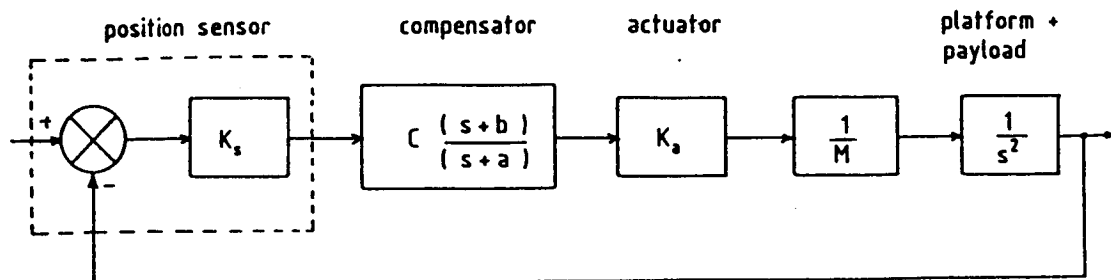 position sensor
compensator
actuator
platform +
payload
+
-
K_s
C (s+b)
(s+a)
K_a
1
M
1
s²